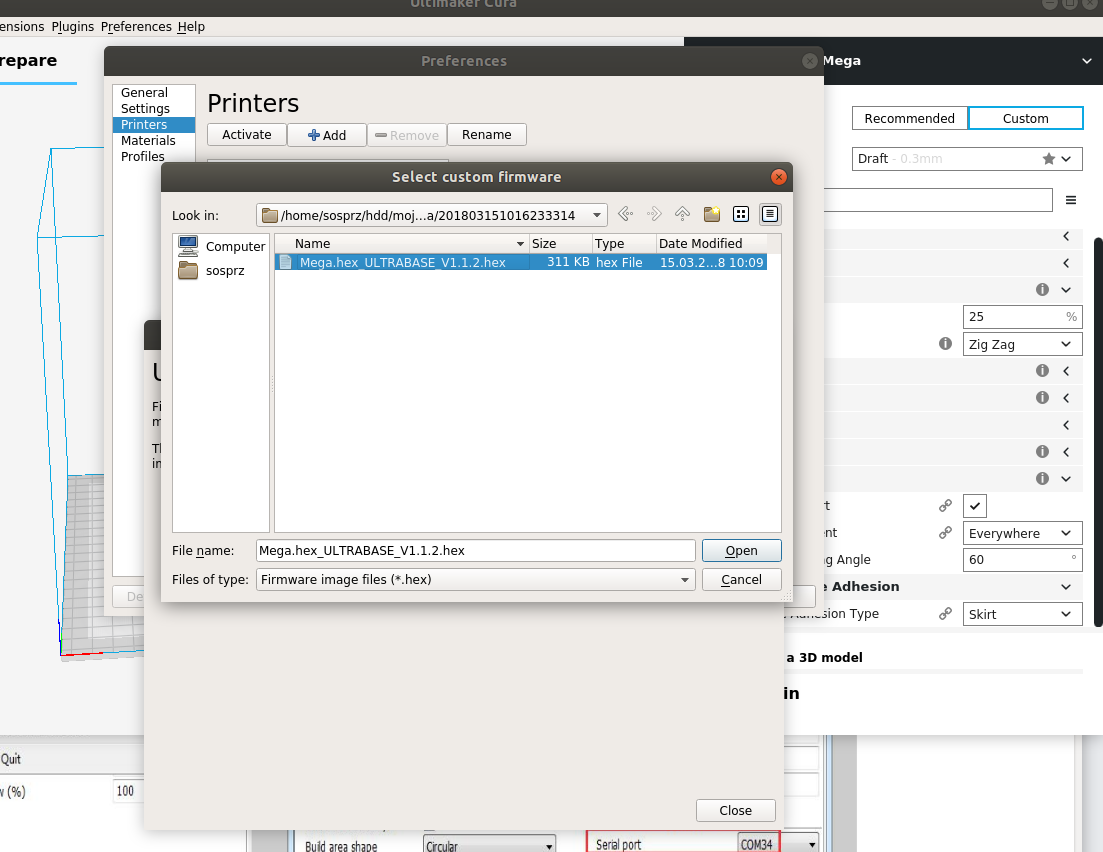 Ultimaker Cura
ensions Plugins Preferences Help
repare
Preferences
Mega
General
Settings
Printers
Materials
Profiles
Printers
Activate
Add
Remove
Rename
Recommended
Custom
Draft - 0.3mm
Select custom firmware
Look in:
/home/sosprz/hdd/moj...a/201803151016233314
Computer
sosprz
Name
Size
Type
Date Modified
Mega.hex_ULTRABASE_V1.1.2.hex
311 KB
hex File
15.03.2...8 10:09
25
%
Zig Zag
U
Fi
m
Th
in
File name:
Mega.hex_ULTRABASE_V1.1.2.hex
Open
Files of type:
Firmware image files (*.hex)
Cancel
De
rt
ent
Everywhere
ng Angle
60
°
e Adhesion
Adhesion Type
Skirt
a 3D model
in
Quit
w (%)
100
Close
Build area shape
Circular
Serial port
COM34